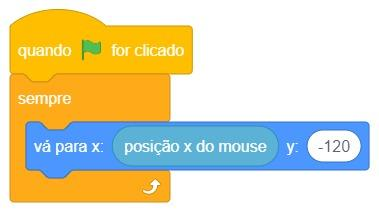 quando for clicado
sempre
vá para x: posição x do mouse y: -120